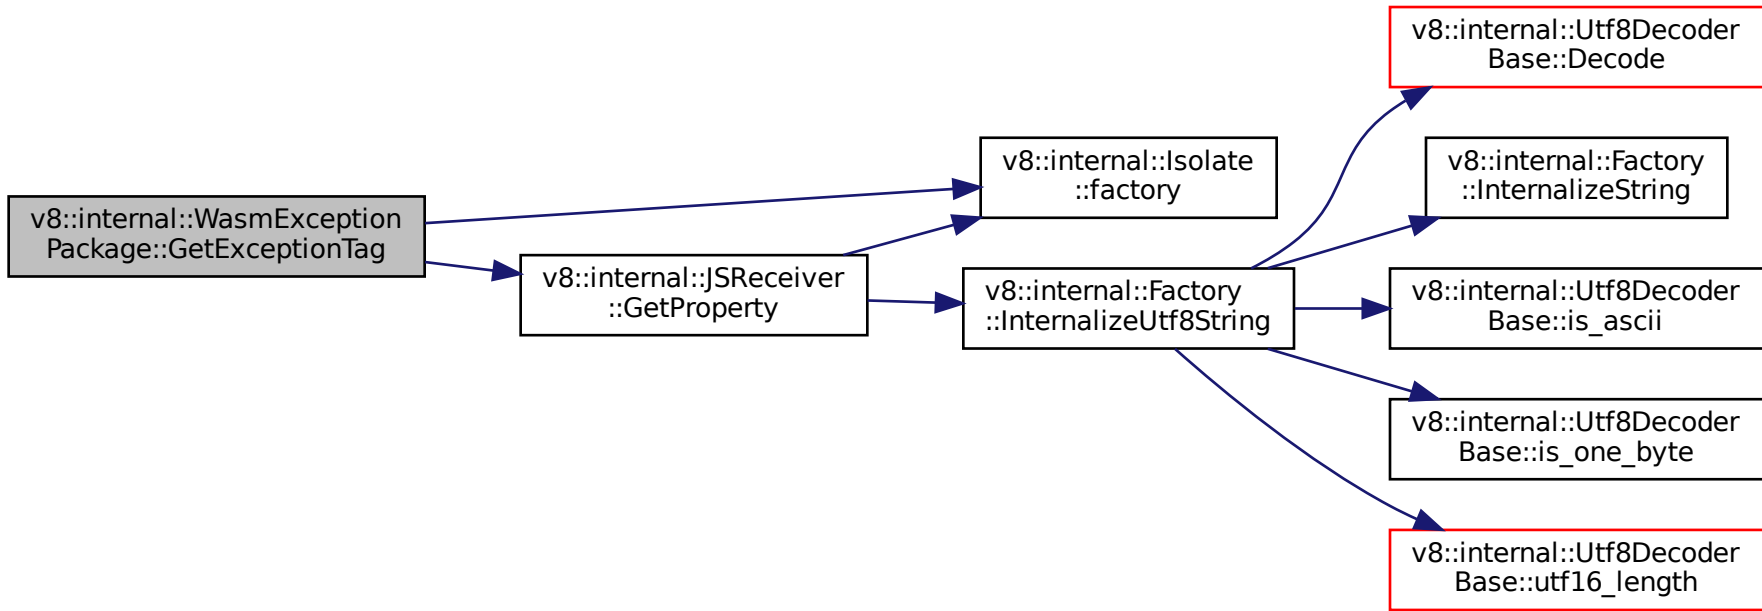 v8::internal::WasmException
Package::GetExceptionTag
v8::internal::JSReceiver
::GetProperty
v8::internal::Isolate
::factory
v8::internal::Factory
::InternalizeUtf8String
v8::internal::Utf8Decoder
Base::Decode
v8::internal::Factory
::InternalizeString
v8::internal::Utf8Decoder
Base::is_ascii
v8::internal::Utf8Decoder
Base::is_one_byte
v8::internal::Utf8Decoder
Base::utf16_length